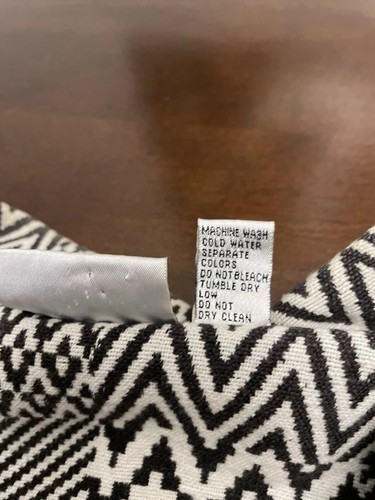 MACHINE WASH
COLD WATER
SEPARATE
COLORS
DO NOT BLEACH
TUMBLE DRY
LOW
DO NOT
DRY CLEAN